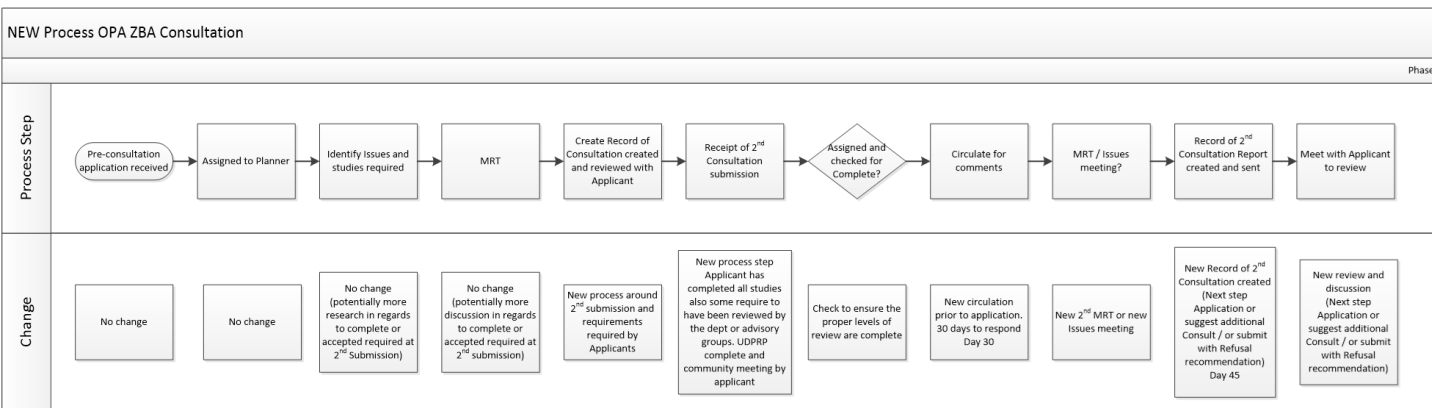 NEW Process OPA ZBA Consultation
Phase
Process Step
Pre-consultation
application received
Assigned to Planner
Identify Issues and
studies required
MRT
Create Record of
Consultation created
and reviewed with
Applicant
Receipt of 2nd
Consultation
submission
Assigned and
checked for
Complete?
Circulate for
comments
MRT / Issues
meeting?
Record of 2nd
Consultation Report
created and sent
Meet with Applicant
to review
Change
No change
No change
No change
(potentially more
research in regards
to complete or
accepted required at
2nd Submission)
No change
(potentially more
discussion in regards
to complete or
accepted required at
2nd submission)
New process around
2nd submission and
requirements
required by
Applicants
New process step
Applicant has
completed all studies
also some require to
have been reviewed by
the dept or advisory
groups. UDPRP
complete and
community meeting by
applicant
Check to ensure the
proper levels of
review are complete
New circulation
prior to application.
30 days to respond
Day 30
New 2nd MRT or new
Issues meeting
New Record of 2nd
Consultation created
(Next step
Application or
suggest additional
Consult / or submit
with Refusal
recommendation)
Day 45
New review and
discussion
(Next step
Application or
suggest additional
Consult / or submit
with Refusal
recommendation)